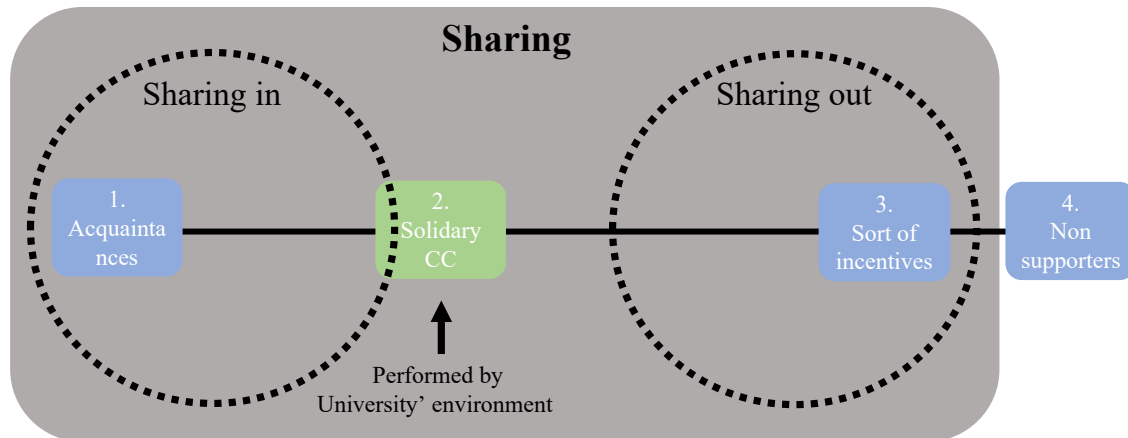 Sharing
Sharing in
Sharing out
1.
Acquainta
nces
2.
Solidary
CC
3.
Sort of
incentives
4.
Non
supporters
Performed by
University’ environment